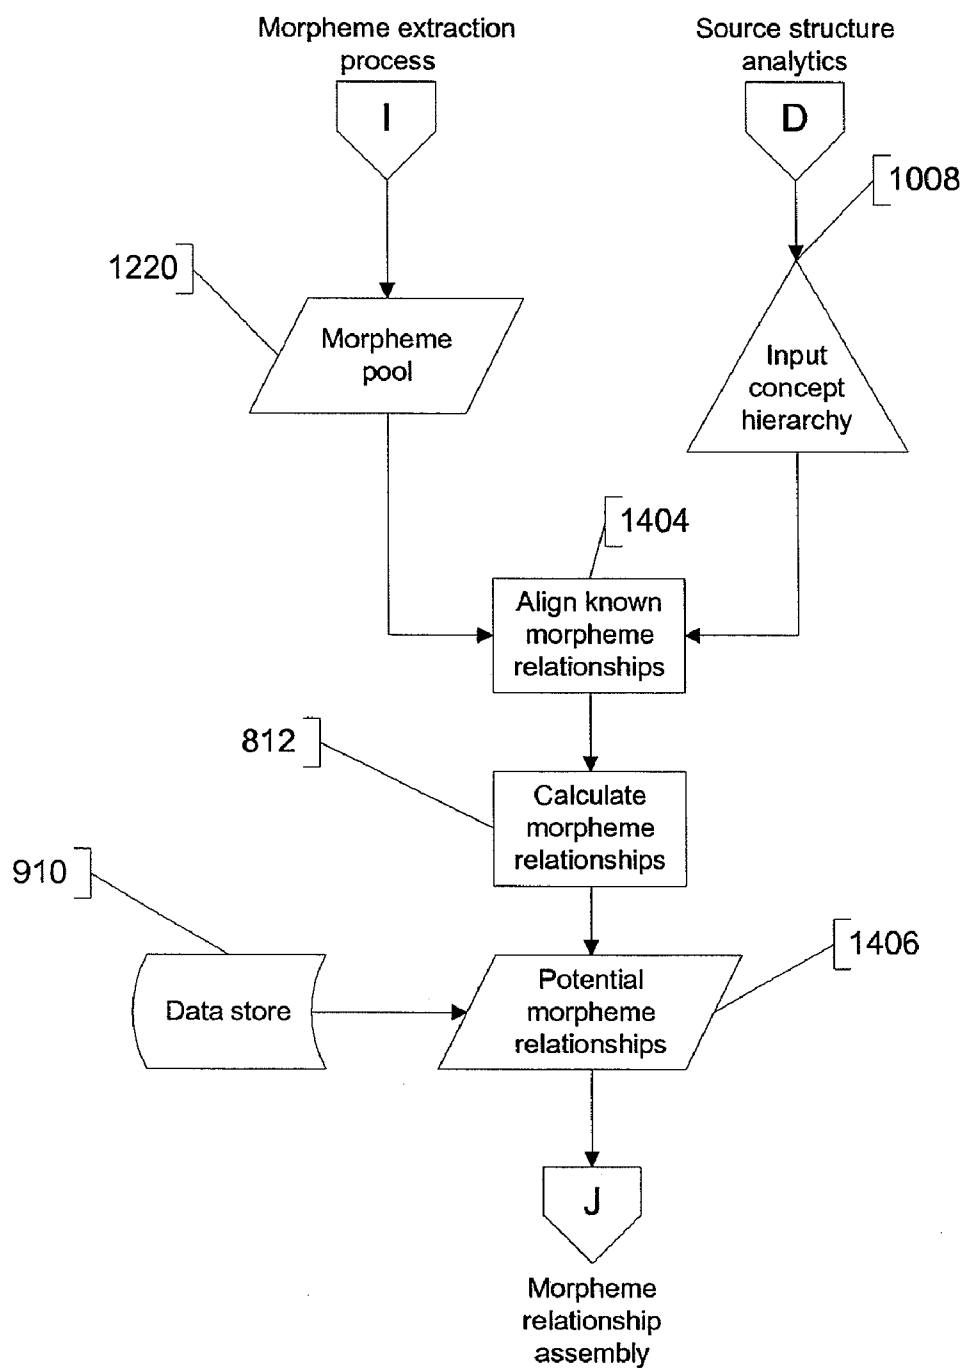 Morpheme extraction
process
Source structure
analytics
I
D
1008
1220
Morpheme
pool
Input
concept
hierarchy
1404
Align known
morpheme
relationships
812
Calculate
morpheme
relationships
910
1406
Data store
Potential
morpheme
relationships
J
Morpheme
relationship
assembly